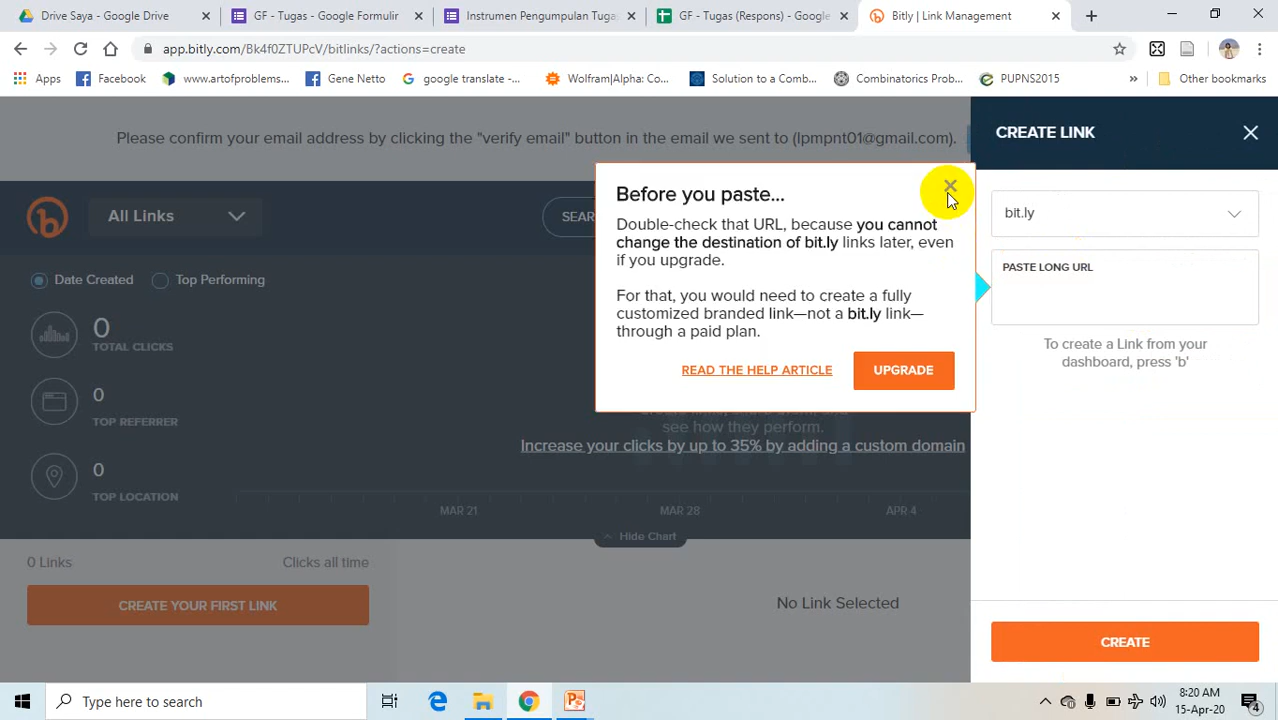 Drive Saya - Google Drive
GF - Tugas - Google Formulir
Instrumen Pengumpulan Tugas
GF - Tugas (Respons) - Google
Bitly | Link Management
app.bitly.com/Bk4f0ZTUPcV/bitlinks/?actions=create
Apps
Facebook
www.artofproblems...
Gene Netto
google translate -...
Wolfram|Alpha: Co...
Solution to a Comb...
Combinatorics Prob...
PUPNS2015
»
Other bookmarks
Please confirm your email address by clicking the "verify email" button in the email we sent to (lpmpnt01@gmail.com).
CREATE LINK
All Links
SEAR
Before you paste...
Double-check that URL, because you cannot
change the destination of bit.ly links later, even
if you upgrade.
For that, you would need to create a fully
customized branded link—not a bit.ly link—
through a paid plan.
READ THE HELP ARTICLE
UPGRADE
bit.ly
PASTE LONG URL
To create a Link from your
dashboard, press 'b'
Date Created
Top Performing
0
TOTAL CLICKS
0
TOP REFERRER
0
TOP LOCATION
see how they perform.
Increase your clicks by up to 35% by adding a custom domain
MAR 21
MAR 28
APR 4
Hide Chart
0 Links
Clicks all time
CREATE YOUR FIRST LINK
No Link Selected
CREATE
Type here to search
8:20 AM
15-Apr-20
4